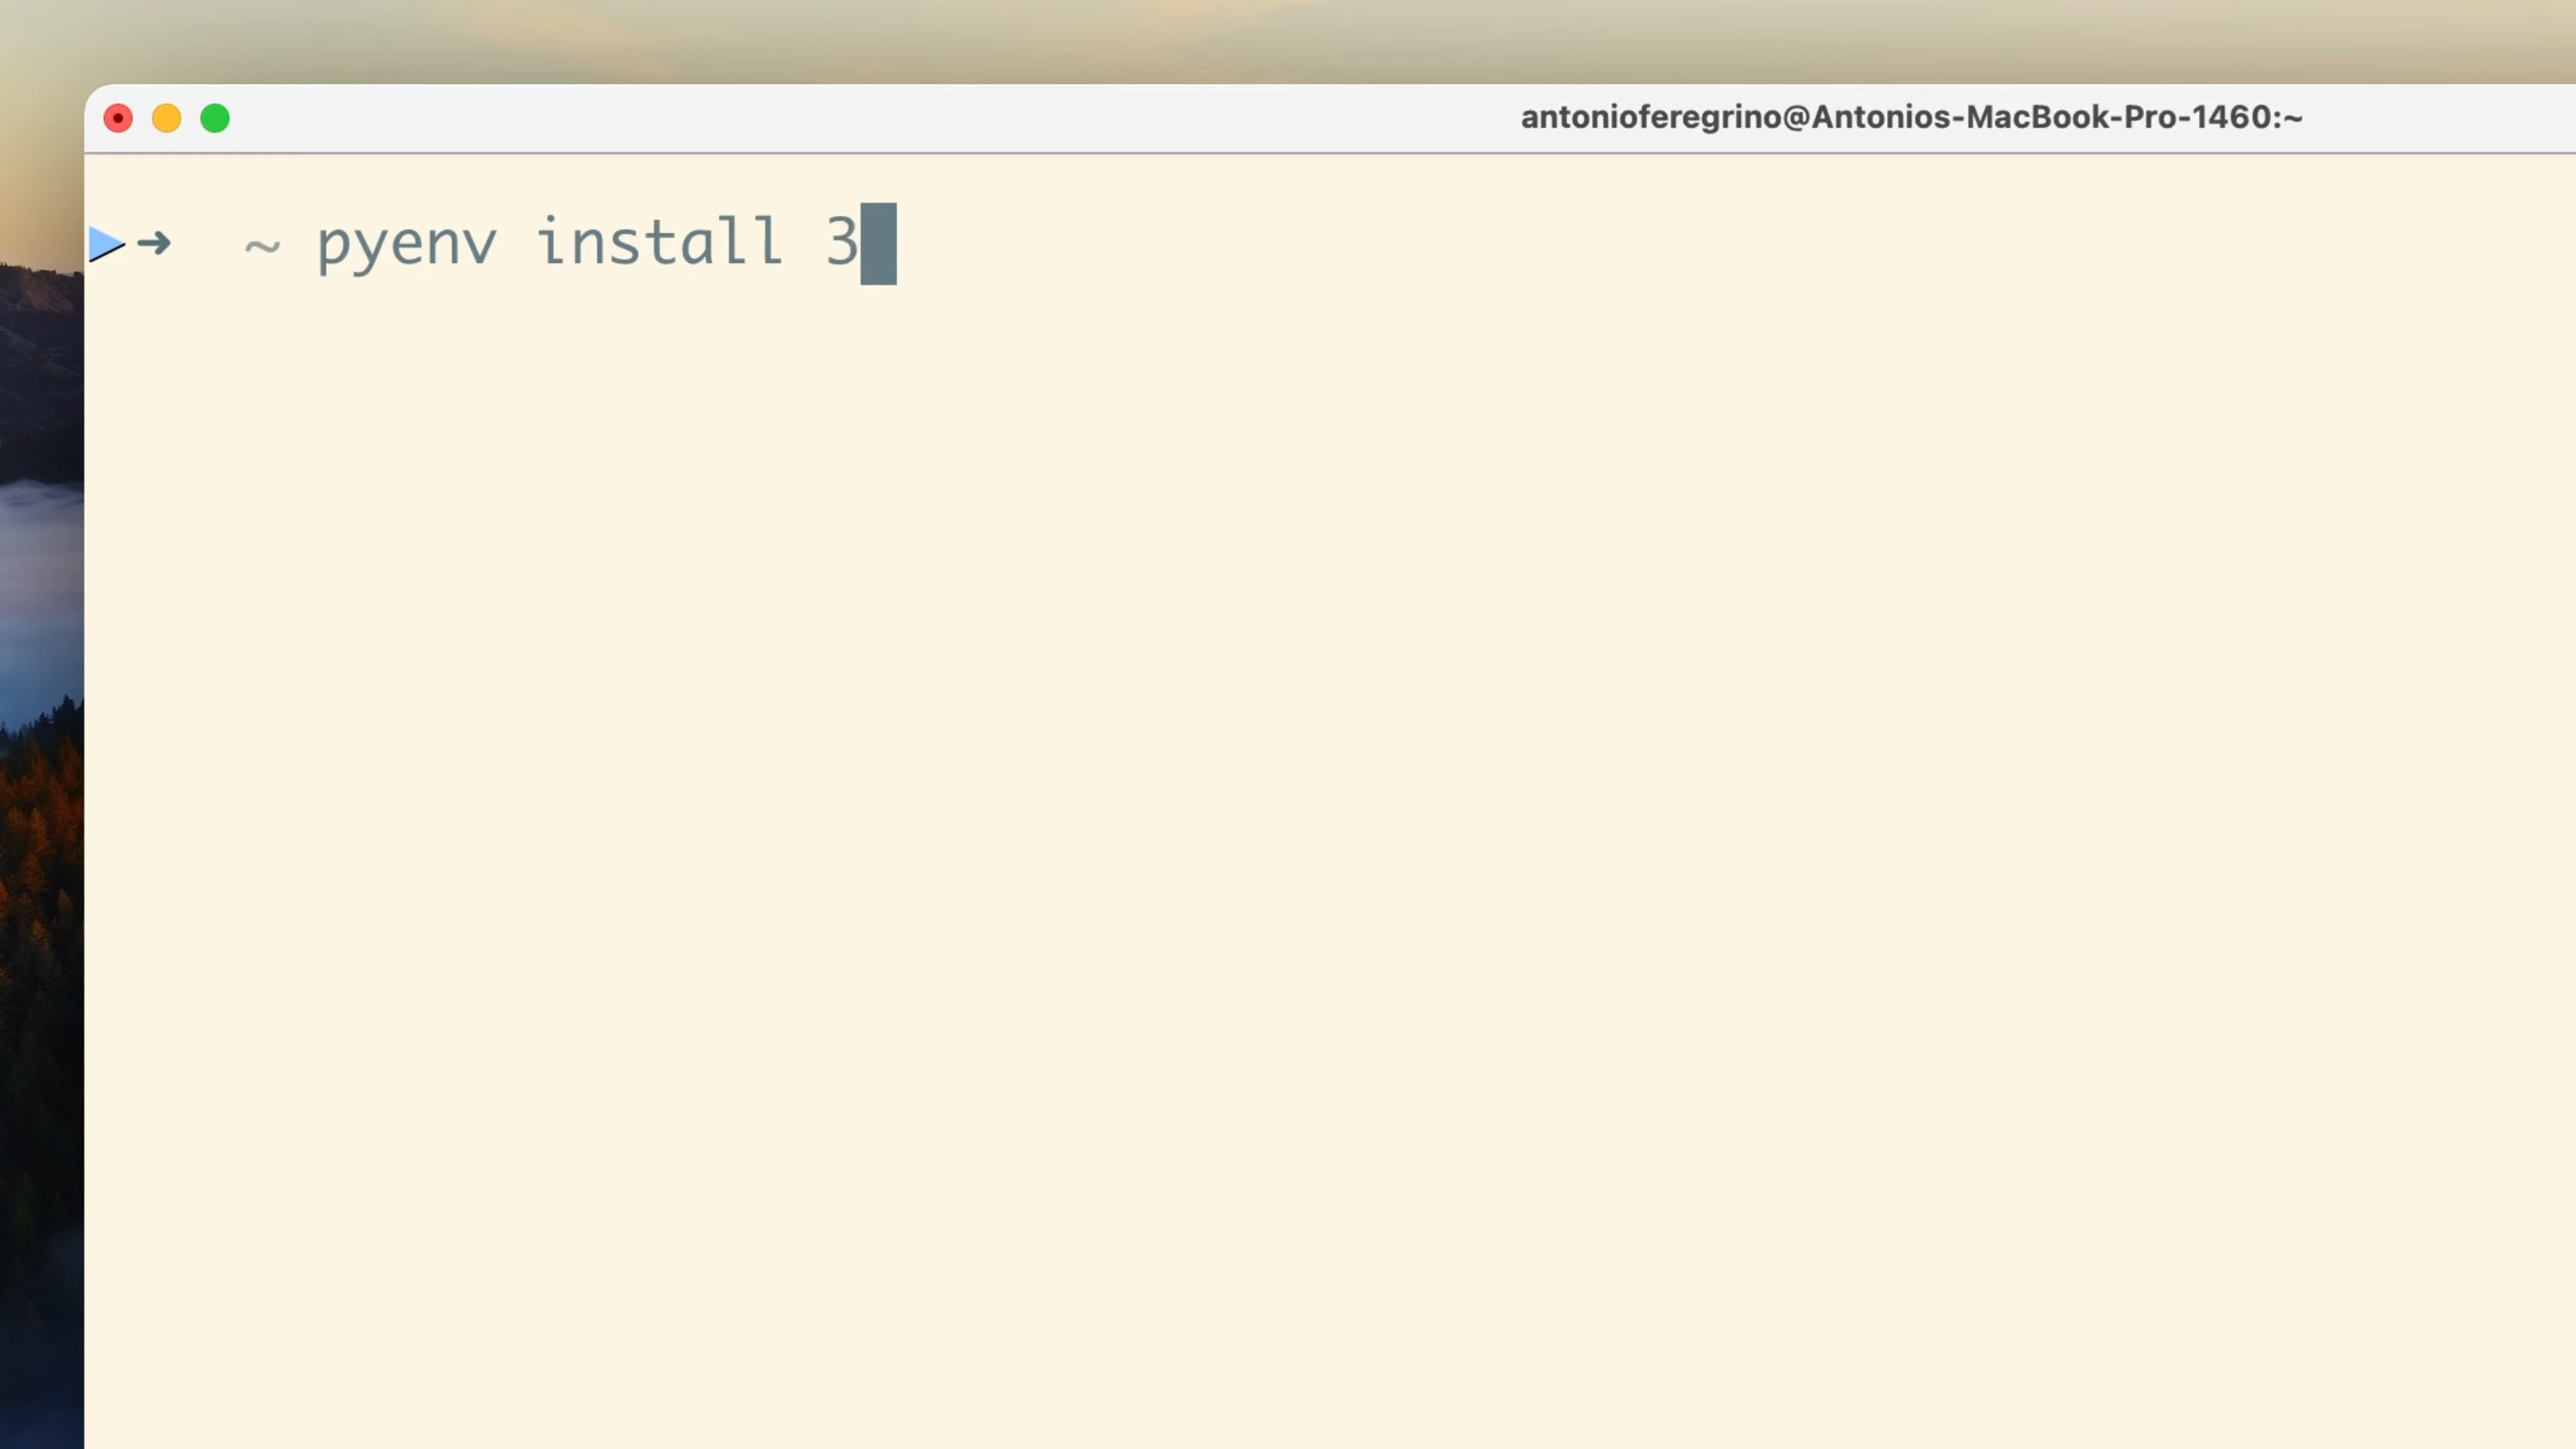 antonioferegrino@Antonios-MacBook-Pro-1460:~
➜ ~ pyenv install 3